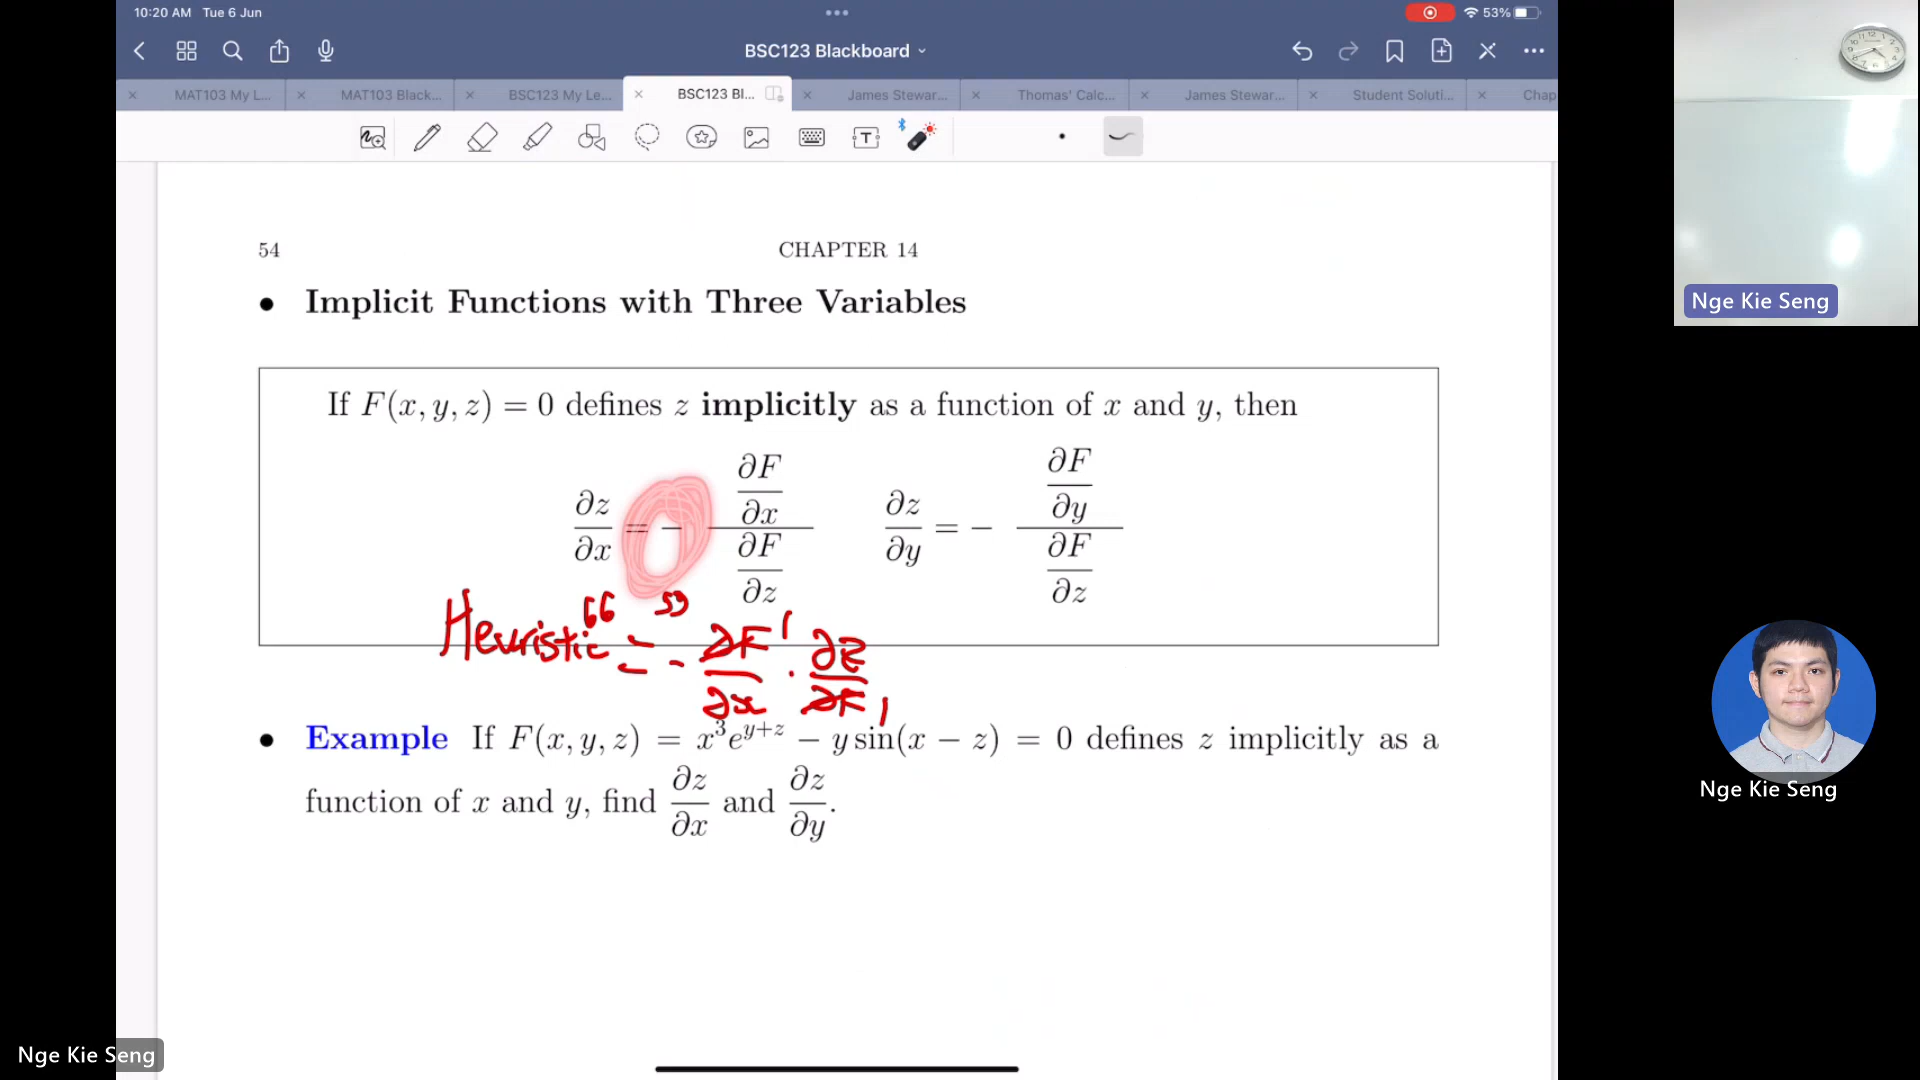 10:20 AM Tue 6 Jun
53%
BSC123 Blackboard
MAT103 My L...
MAT103 Black...
BSC123 My Le...
BSC123 Bl...
James Stewar...
Thomas' Calc...
James Stewar...
Student Soluti...
Chap
54 CHAPTER 14
• Implicit Functions with Three Variables
If F(x, y, z) = 0 defines z implicitly as a function of x and y, then
∂z/∂x = − (∂F/∂x)/(∂F/∂z) ∂z/∂y = − (∂F/∂y)/(∂F/∂z)
Heuristic “ = ” − ∂F/∂x · ∂z/∂F
1
1
• Example If F(x, y, z) = x³e^{y+z} − y sin(x − z) = 0 defines z implicitly as a
function of x and y, find ∂z/∂x and ∂z/∂y.
Nge Kie Seng
Nge Kie Seng
Nge Kie Seng